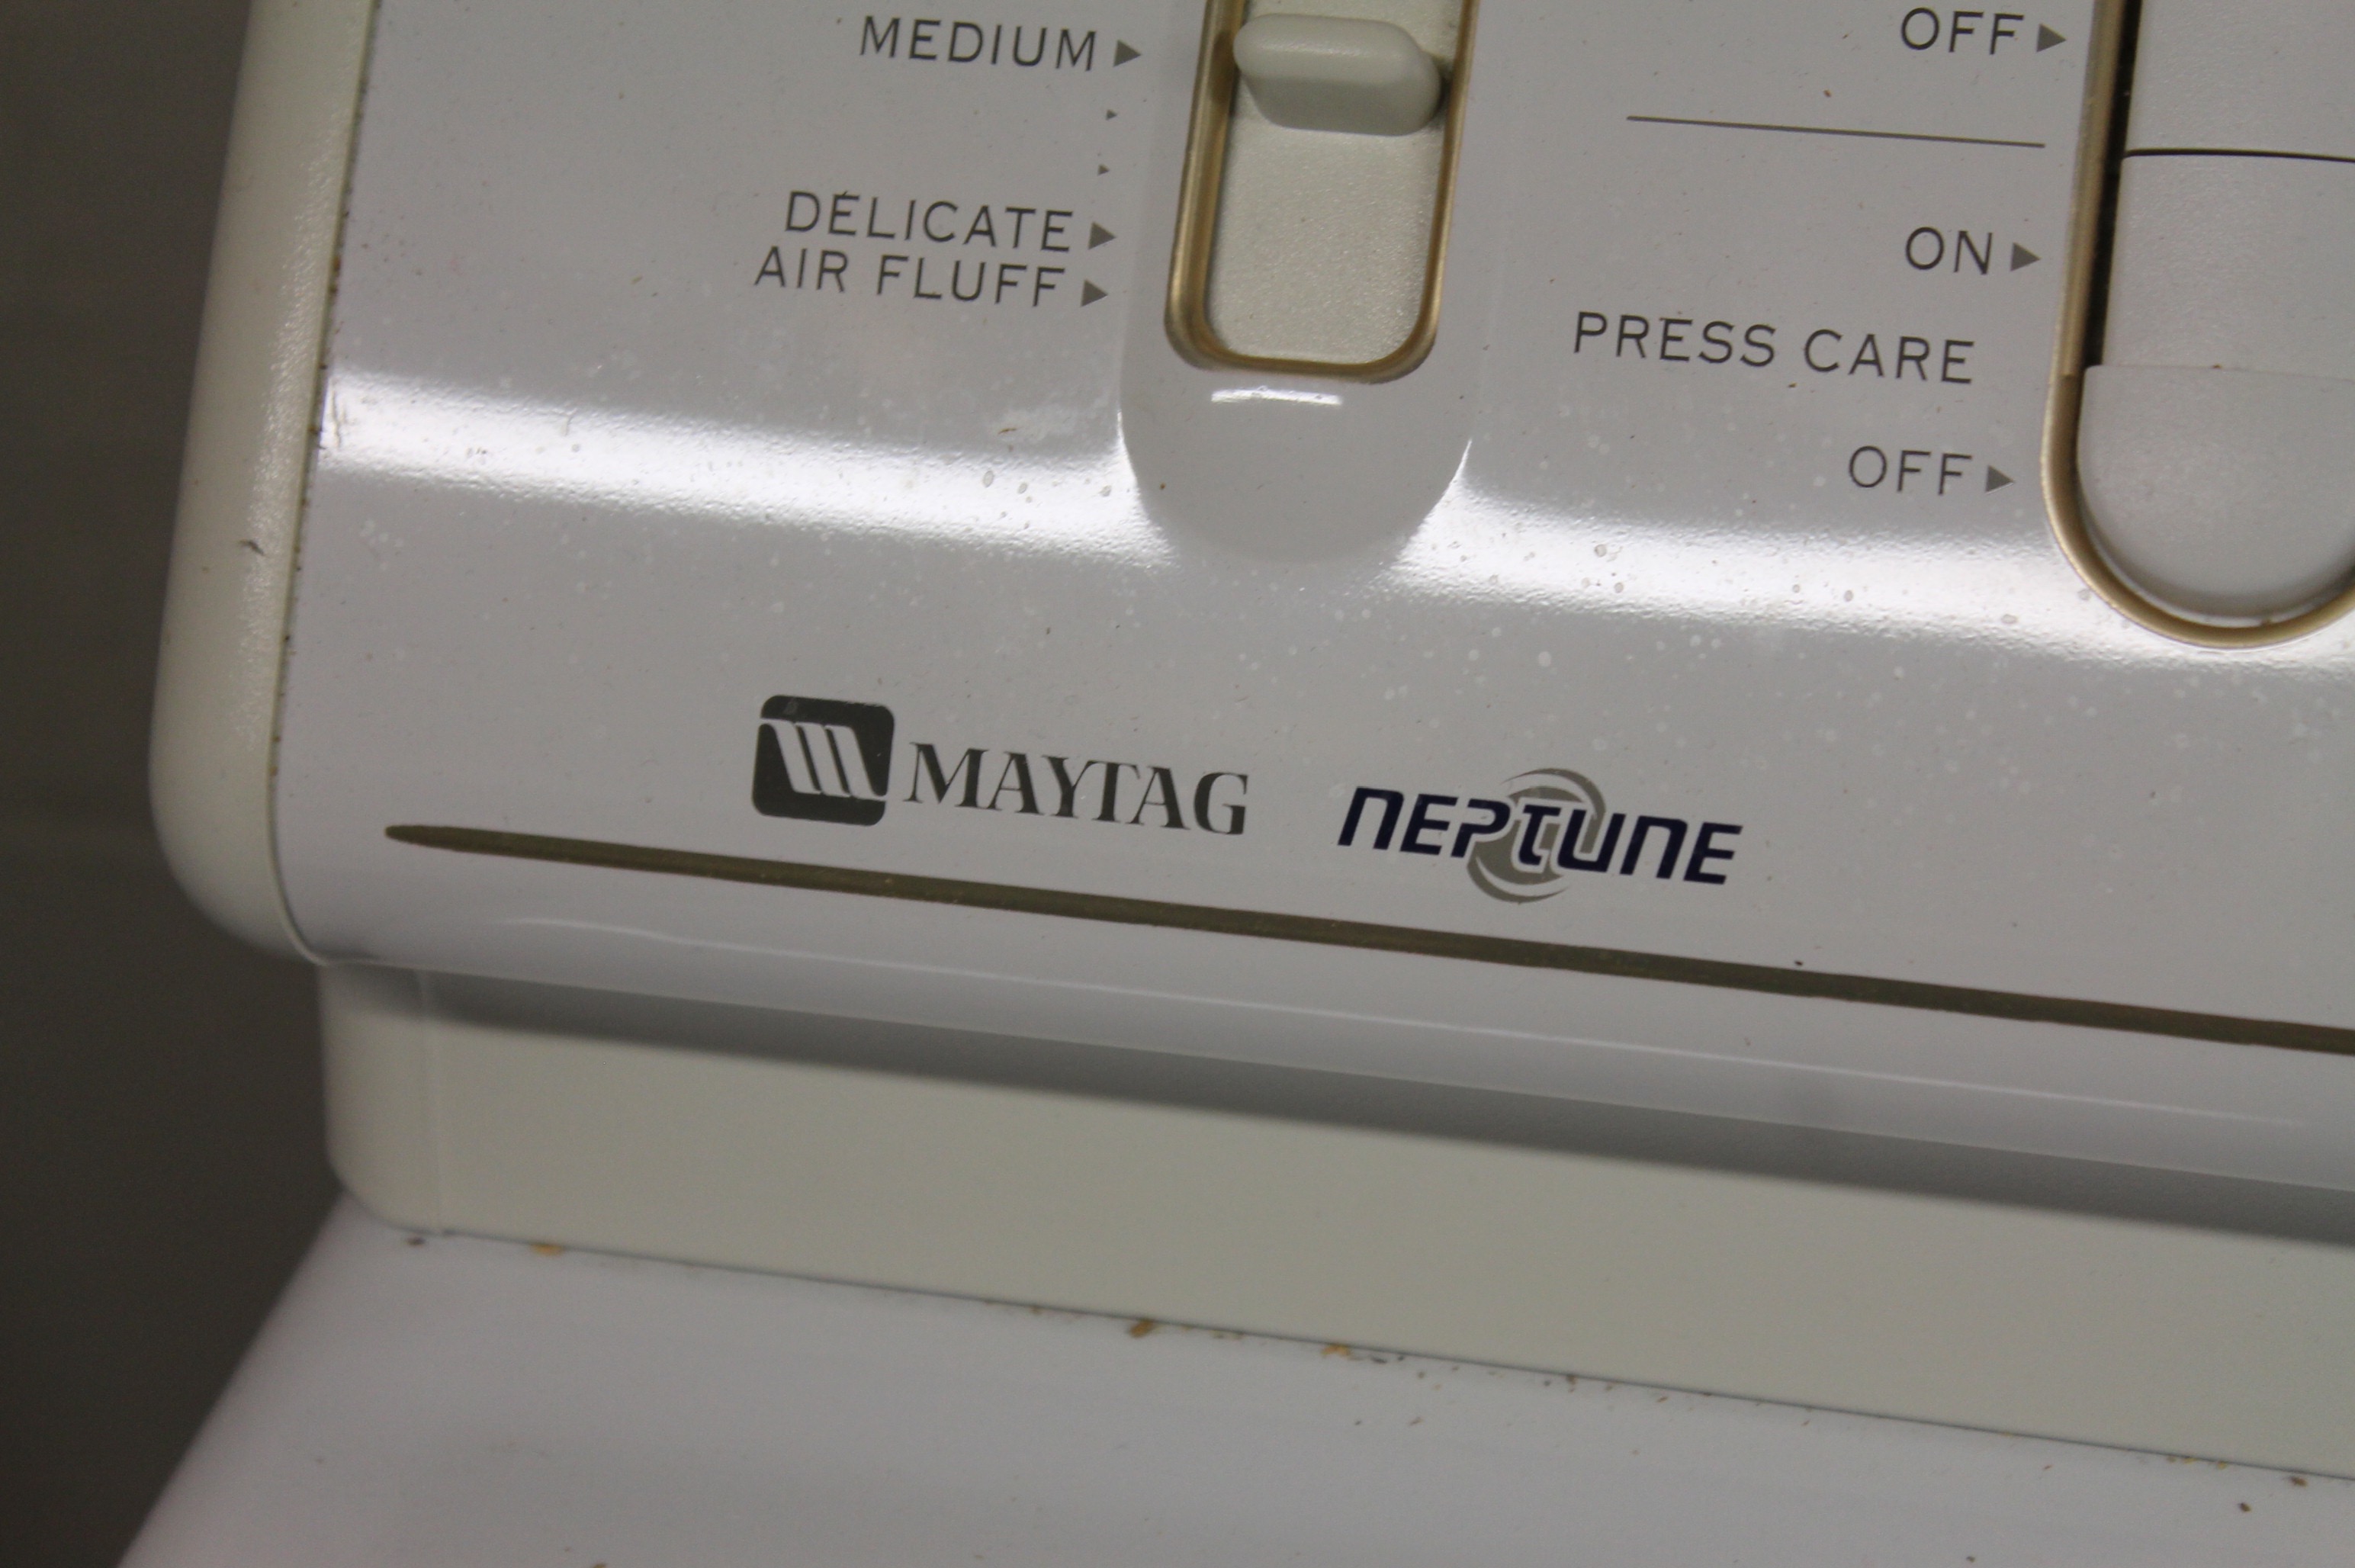 MEDIUM
DELICATE
AIR FLUFF
OFF
ON
PRESS CARE
OFF
MAYTAG
NEPTUNE